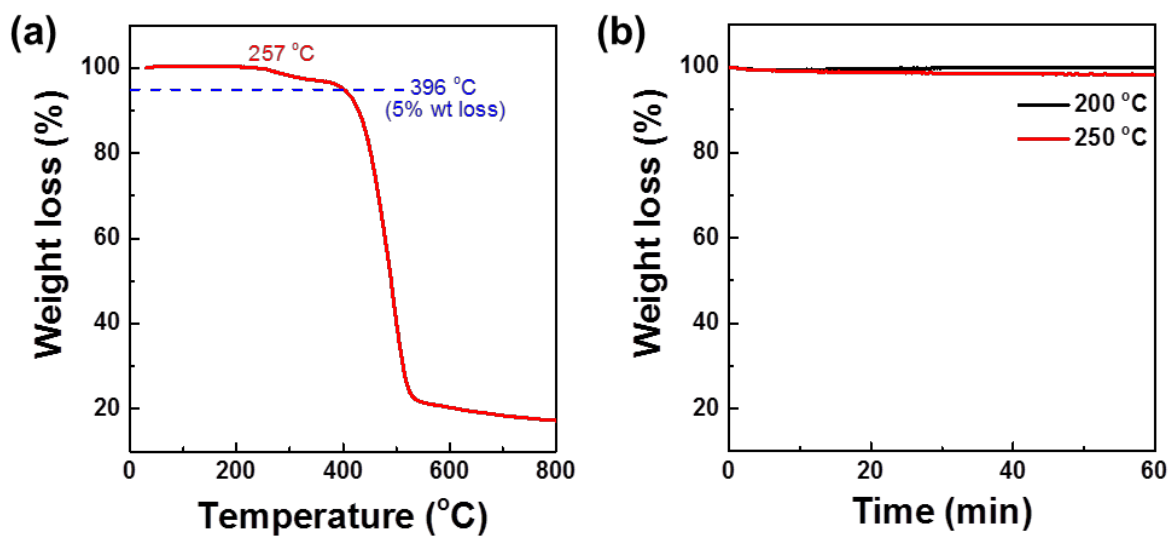 (a)
Weight loss (%)
100
80
60
40
20
257 °C
396 °C
(5% wt loss)
0 200 400 600 800
Temperature (°C)
(b)
Weight loss (%)
100
80
60
40
20
200 °C
250 °C
0 20 40 60
Time (min)